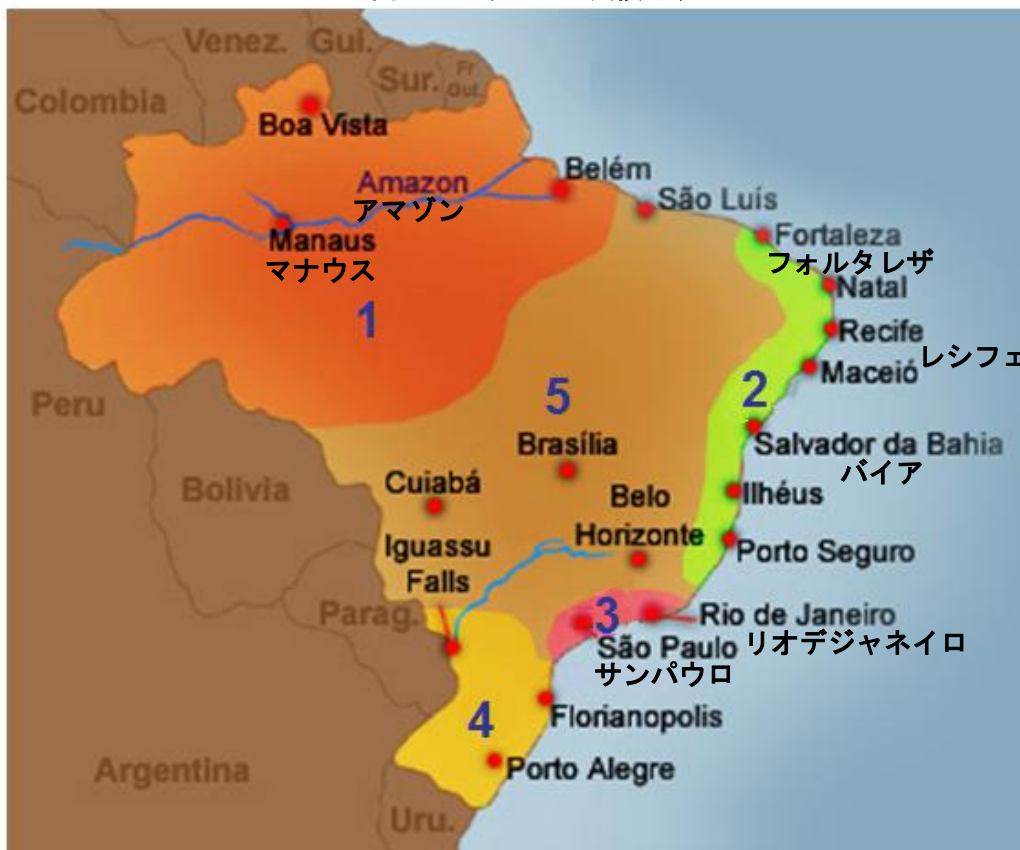 Venez.
Gui.
Sur.
Fr
Gui.
Colombia
Boa Vista
Belém
Amazon
アマゾン
São Luís
Manaus
マナウス
Fortaleza
フォルタレザ
Natal
1
Recife
レシフェ
Maceió
Peru
5
2
Brasília
Salvador da Bahia
バイア
Cuiabá
Bolivia
Belo
Horizonte
Ilhéus
Iguassu
Falls
Porto Seguro
Parag.
3
Rio de Janeiro
リオデジャネイロ
São Paulo
サンパウロ
4
Florianopolis
Argentina
Porto Alegre
Uru.